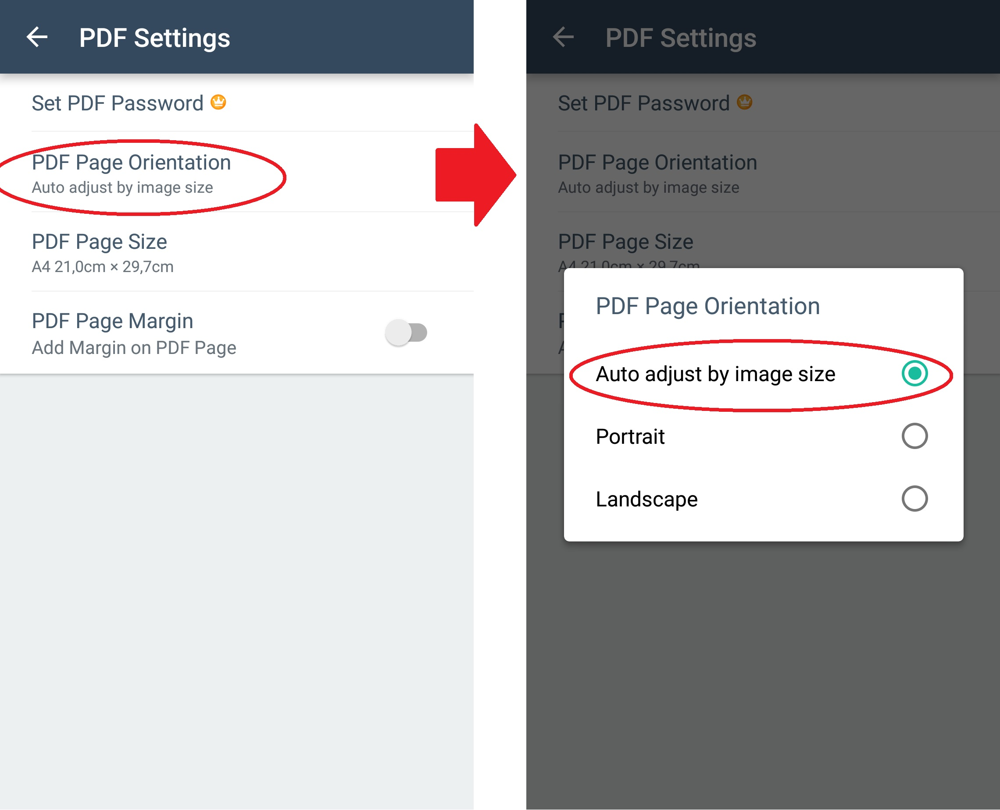 PDF Settings
Set PDF Password
PDF Page Orientation
Auto adjust by image size
PDF Page Size
A4 21,0cm × 29,7cm
PDF Page Margin
Add Margin on PDF Page
PDF Settings
Set PDF Password
PDF Page Orientation
Auto adjust by image size
PDF Page Size
A4 21,0cm × 29,7cm
PDF Page Orientation
Auto adjust by image size
Portrait
Landscape